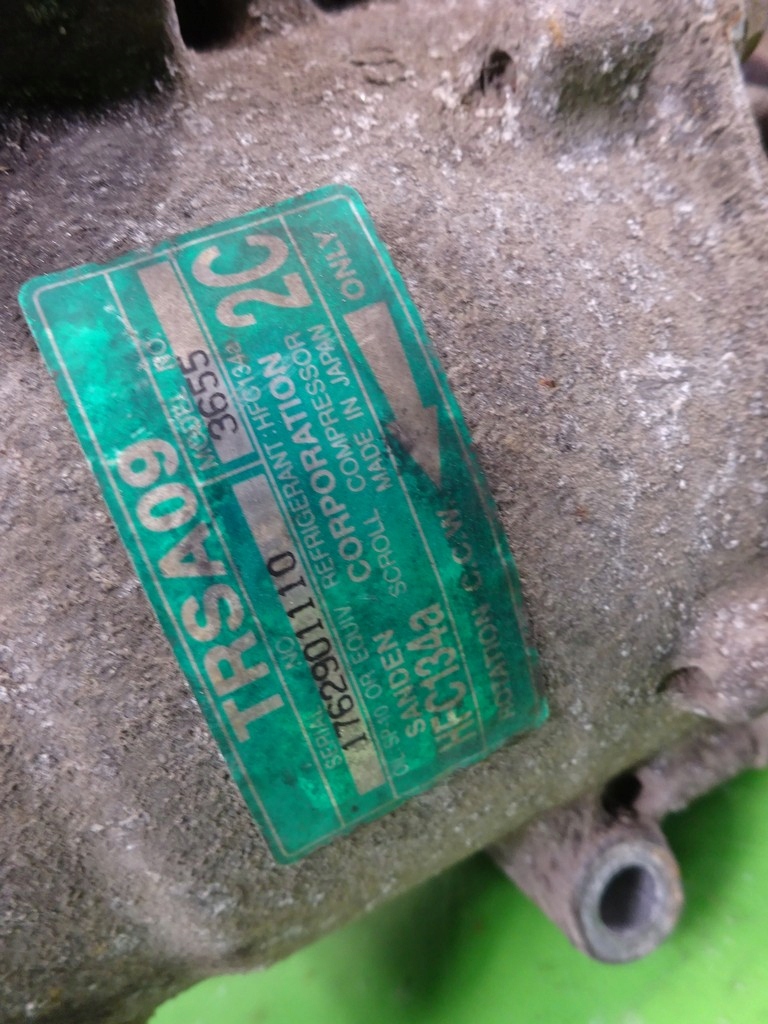 TRSA09
MODEL NO. 3655
SERIAL NO. 17629011110
OIL SP-10 OR EQUIV REFRIGERANT: HFC134a 2C
SANDEN CORPORATION
HFC134a SCROLL COMPRESSOR
MADE IN JAPAN
ROTATION C.C.W. ONLY